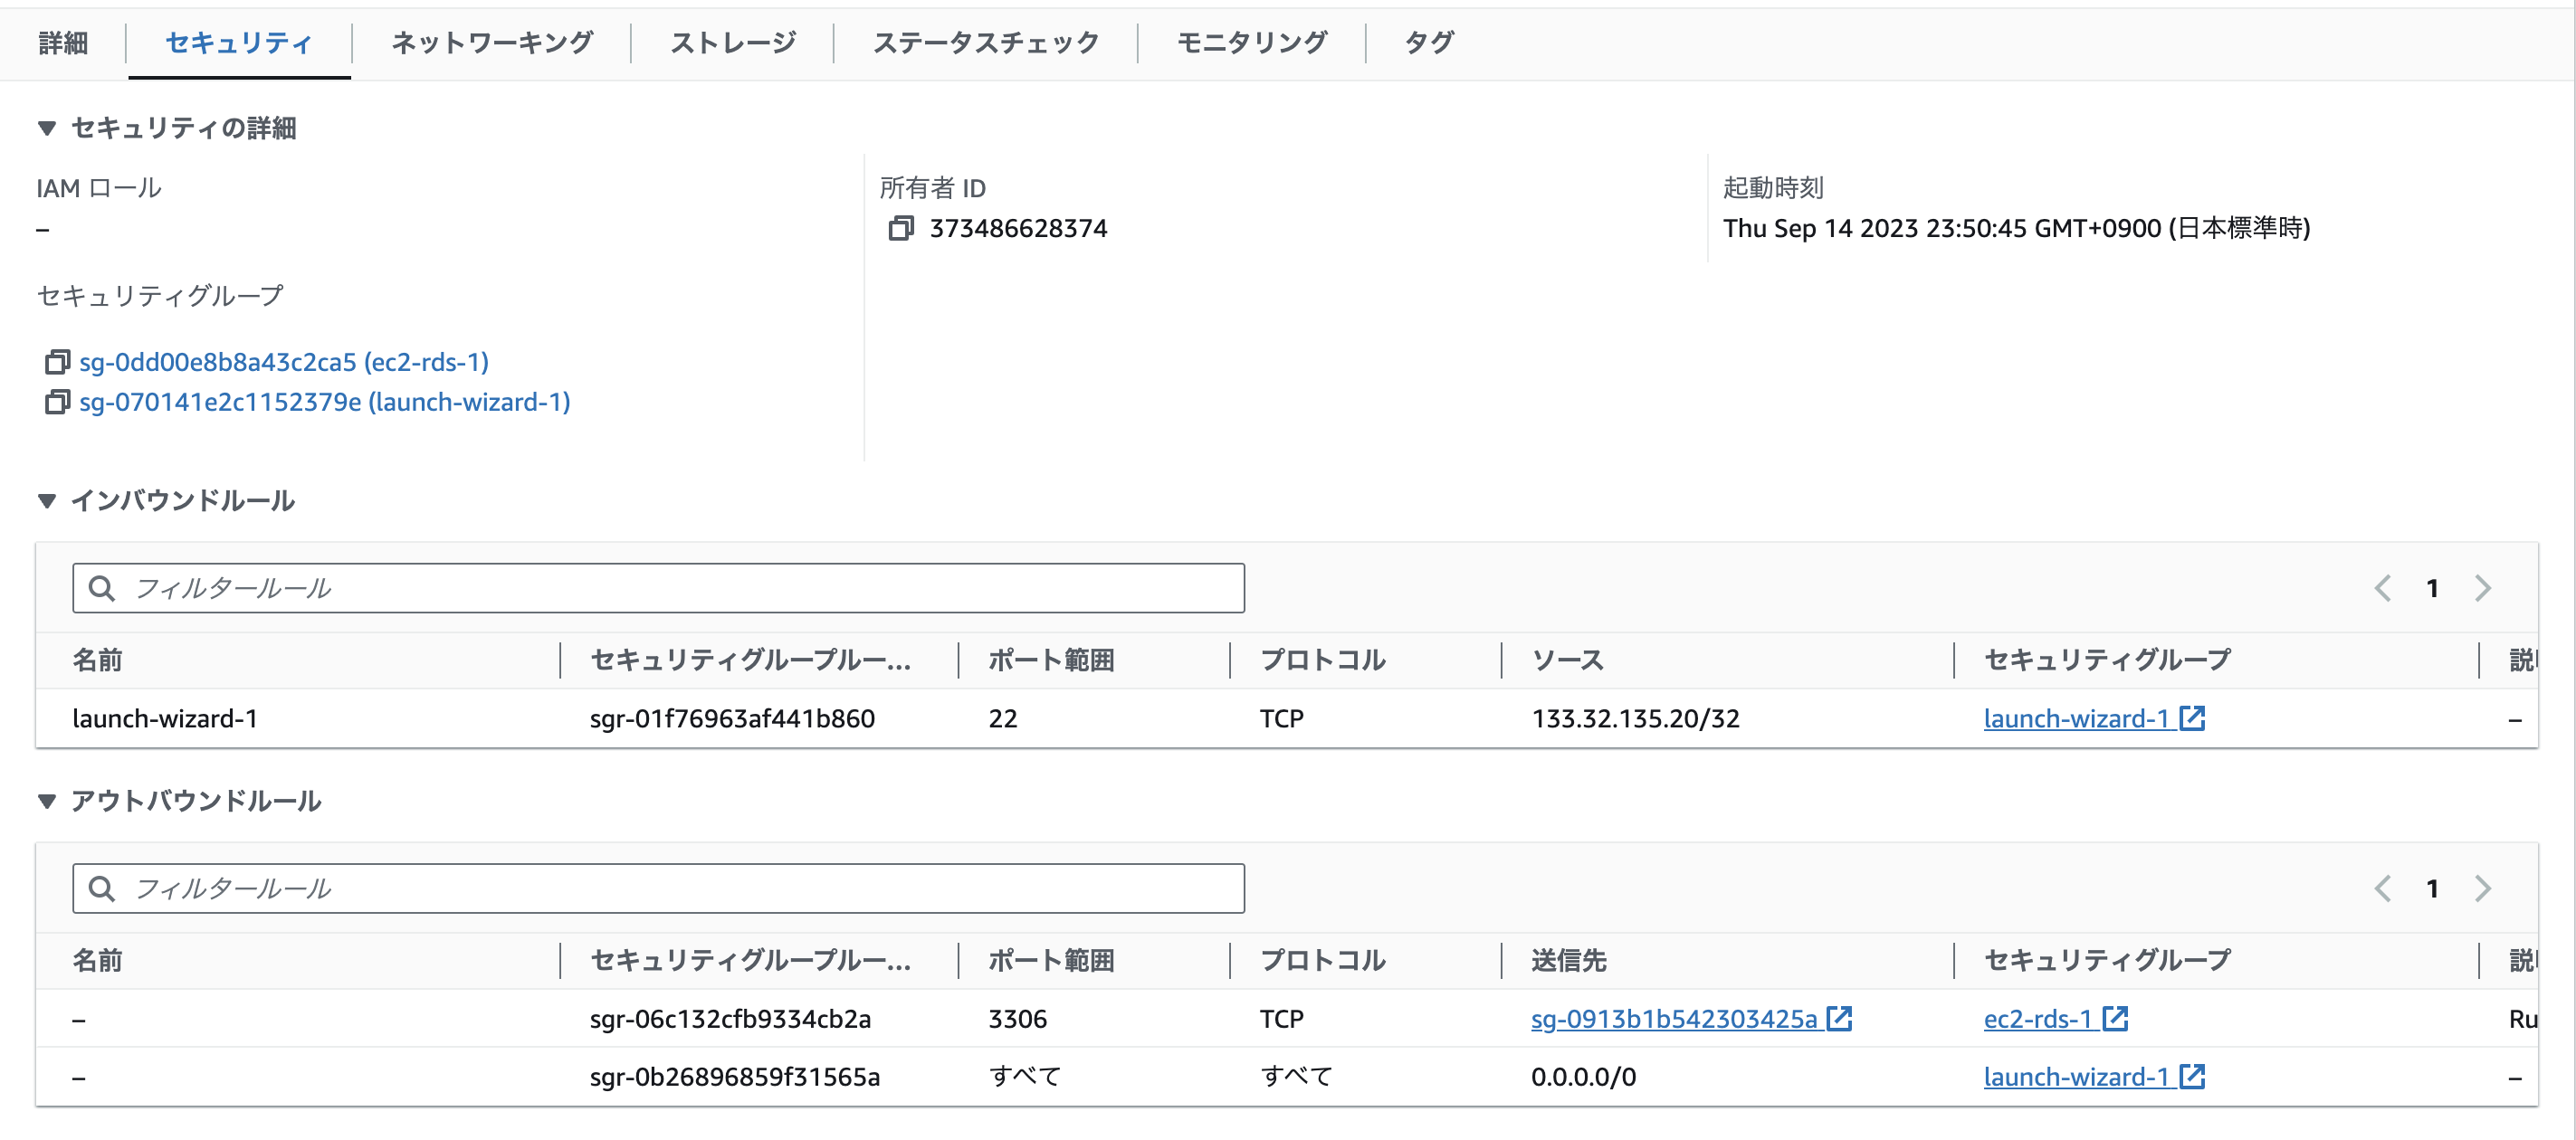 詳細 セキュリティ ネットワーキング ストレージ ステータスチェック モニタリング タグ
▼ セキュリティの詳細
IAM ロール 所有者 ID 起動時刻
– 373486628374 Thu Sep 14 2023 23:50:45 GMT+0900 (日本標準時)
セキュリティグループ
sg-0dd00e8b8a43c2ca5 (ec2-rds-1)
sg-070141e2c1152379e (launch-wizard-1)
▼ インバウンドルール
フィルタールール 1
名前 セキュリティグループルー... ポート範囲 プロトコル ソース セキュリティグループ 説
launch-wizard-1 sgr-01f76963af441b860 22 TCP 133.32.135.20/32 launch-wizard-1 –
▼ アウトバウンドルール
フィルタールール 1
名前 セキュリティグループルー... ポート範囲 プロトコル 送信先 セキュリティグループ 説
– sgr-06c132cfb9334cb2a 3306 TCP sg-0913b1b542303425a ec2-rds-1 Ru
– sgr-0b26896859f31565a すべて すべて 0.0.0.0/0 launch-wizard-1 –